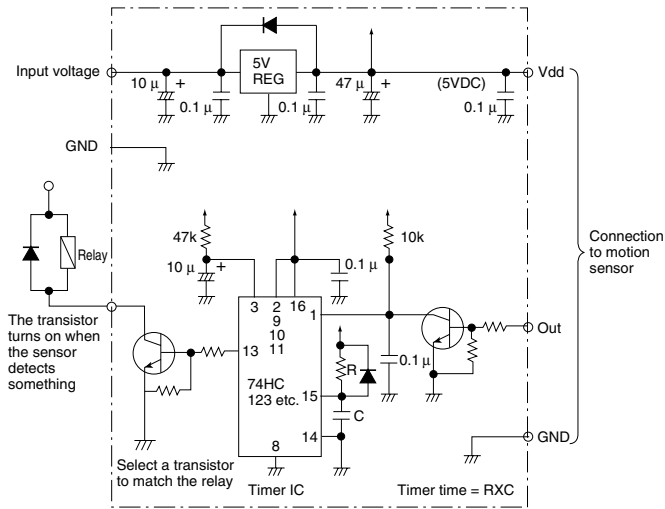 5V
REG
Input voltage
10 µ
+
0.1 µ
0.1 µ
47 µ
+
(5VDC)
0.1 µ
Vdd
GND
Relay
47k
10 µ
+
0.1 µ
10k
Connection
to motion
sensor
3
2
16
9
10
11
1
13
74HC
123 etc.
15
14
8
R
C
0.1 µ
Out
GND
The transistor
turns on when
the sensor
detects
something
Select a transistor
to match the relay
Timer IC
Timer time = RXC